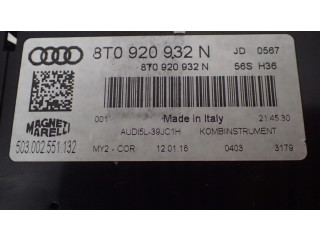 8T0 920 932 N JD 0567
8T0 920 932 N 56S H36
001 Made in Italy 21.45.30
MAGNETI MARELLI AUDI5L-39JC1H KOMBIINSTRUMENT
503.002.551.132 MY2 - COR 12.01.16 0403 3179